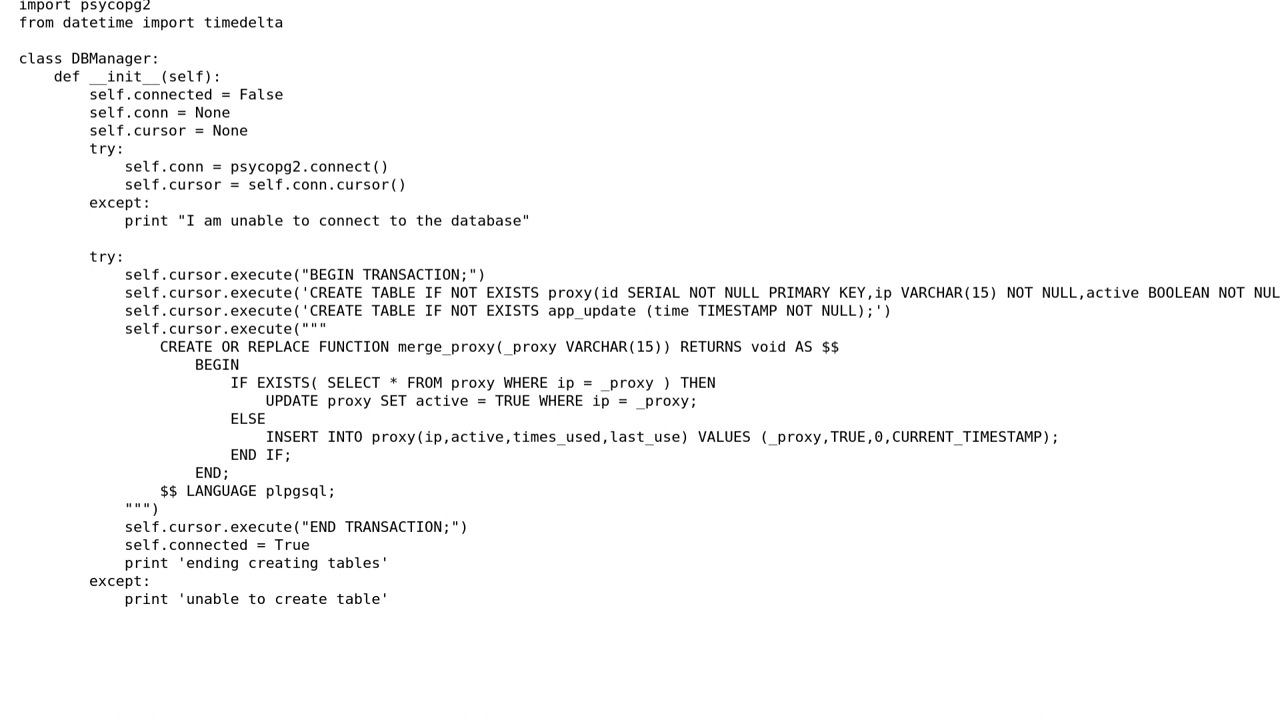 import psycopg2
from datetime import timedelta

class DBManager:
    def __init__(self):
        self.connected = False
        self.conn = None
        self.cursor = None
        try:
            self.conn = psycopg2.connect()
            self.cursor = self.conn.cursor()
        except:
            print "I am unable to connect to the database"

        try:
            self.cursor.execute("BEGIN TRANSACTION;")
            self.cursor.execute('CREATE TABLE IF NOT EXISTS proxy(id SERIAL NOT NULL PRIMARY KEY,ip VARCHAR(15) NOT NULL,active BOOLEAN NOT NUL
            self.cursor.execute('CREATE TABLE IF NOT EXISTS app_update (time TIMESTAMP NOT NULL);')
            self.cursor.execute("""
                CREATE OR REPLACE FUNCTION merge_proxy(_proxy VARCHAR(15)) RETURNS void AS $$
                    BEGIN
                        IF EXISTS( SELECT * FROM proxy WHERE ip = _proxy ) THEN
                            UPDATE proxy SET active = TRUE WHERE ip = _proxy;
                        ELSE
                            INSERT INTO proxy(ip,active,times_used,last_use) VALUES (_proxy,TRUE,0,CURRENT_TIMESTAMP);
                        END IF;
                    END;
                $$ LANGUAGE plpgsql;
            """)
            self.cursor.execute("END TRANSACTION;")
            self.connected = True
            print 'ending creating tables'
        except:
            print 'unable to create table'